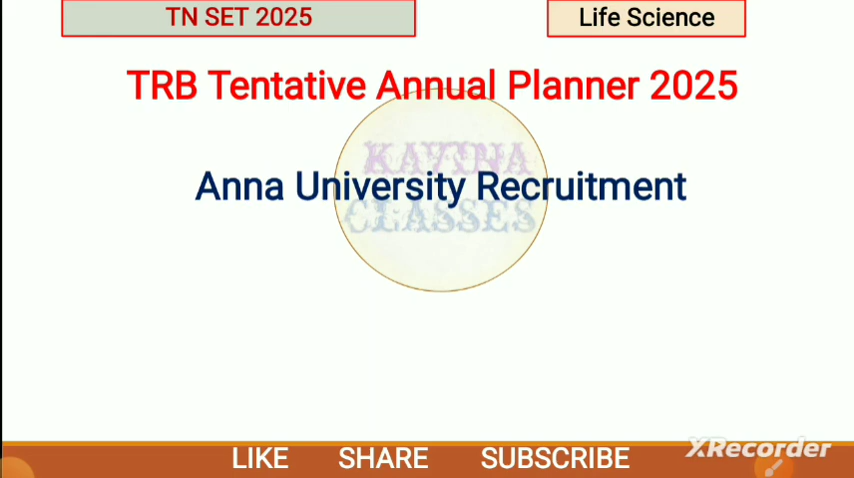 TN SET 2025
Life Science
TRB Tentative Annual Planner 2025
KAVINA
Anna University Recruitment
CLASSES
XRecorder
LIKE SHARE SUBSCRIBE